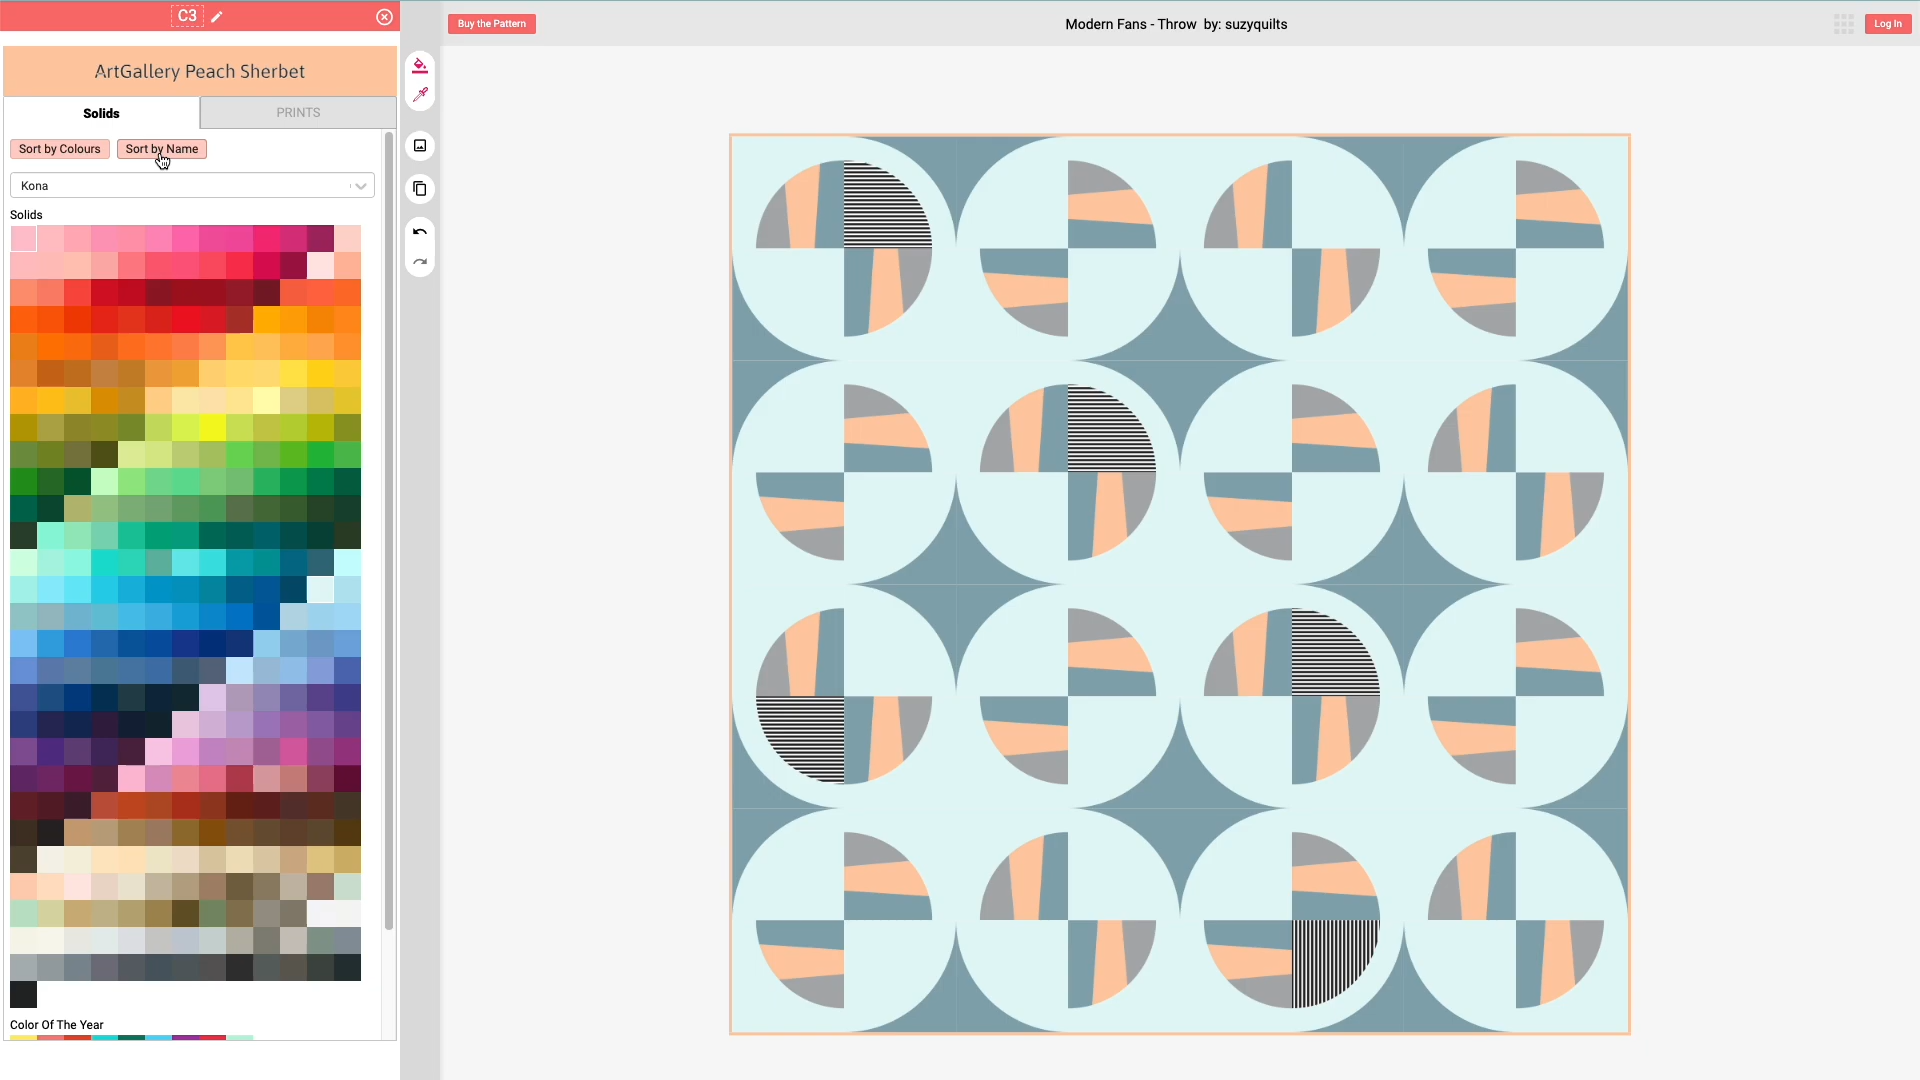 C3
Buy the Pattern
Modern Fans - Throw by: suzyquilts
Log In
ArtGallery Peach Sherbet
Solids
PRINTS
Sort by Colours
Sort by Name
Kona
Solids
Color Of The Year